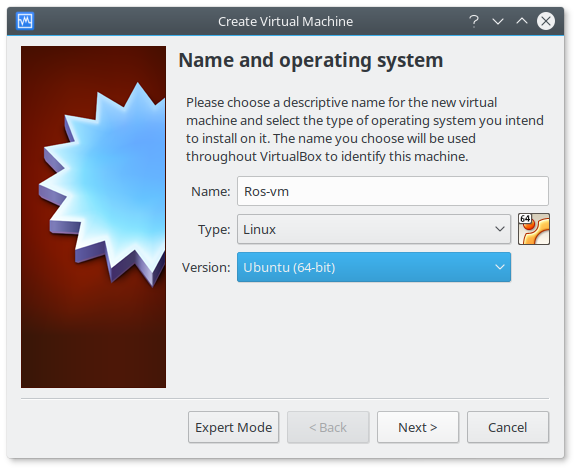 Create Virtual Machine
Name and operating system
Please choose a descriptive name for the new virtual
machine and select the type of operating system you intend
to install on it. The name you choose will be used
throughout VirtualBox to identify this machine.
Name: Ros-vm
Type: Linux
64
Version: Ubuntu (64-bit)
Expert Mode < Back Next > Cancel